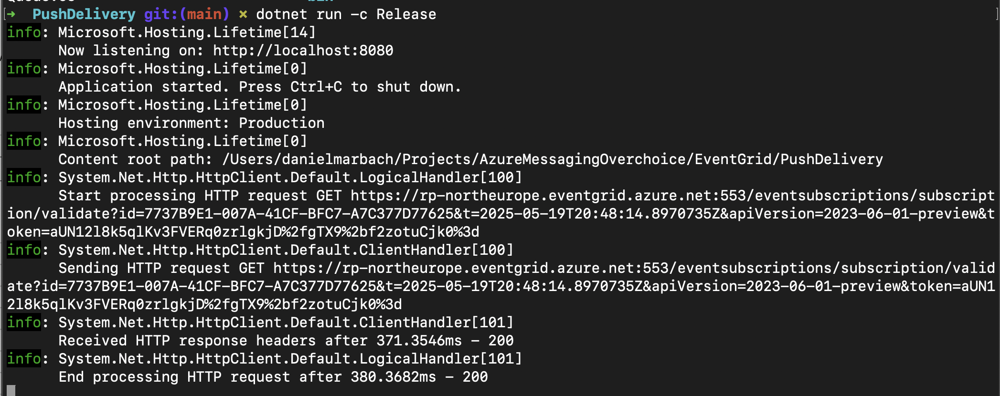 ➜  PushDelivery git:(main) ✗ dotnet run -c Release
info: Microsoft.Hosting.Lifetime[14]
      Now listening on: http://localhost:8080
info: Microsoft.Hosting.Lifetime[0]
      Application started. Press Ctrl+C to shut down.
info: Microsoft.Hosting.Lifetime[0]
      Hosting environment: Production
info: Microsoft.Hosting.Lifetime[0]
      Content root path: /Users/danielmarbach/Projects/AzureMessagingOverchoice/EventGrid/PushDelivery
info: System.Net.Http.HttpClient.Default.LogicalHandler[100]
      Start processing HTTP request GET https://rp-northeurope.eventgrid.azure.net:553/eventsubscriptions/subscript
ion/validate?id=7737B9E1-007A-41CF-BFC7-A7C377D77625&t=2025-05-19T20:48:14.8970735Z&apiVersion=2023-06-01-preview&t
oken=aUN12l8k5qlKv3FVERq0zrlgkjD%2fgTX9%2bf2zotuCjk0%3d
info: System.Net.Http.HttpClient.Default.ClientHandler[100]
      Sending HTTP request GET https://rp-northeurope.eventgrid.azure.net:553/eventsubscriptions/subscription/valid
ate?id=7737B9E1-007A-41CF-BFC7-A7C377D77625&t=2025-05-19T20:48:14.8970735Z&apiVersion=2023-06-01-preview&token=aUN1
2l8k5qlKv3FVERq0zrlgkjD%2fgTX9%2bf2zotuCjk0%3d
info: System.Net.Http.HttpClient.Default.ClientHandler[101]
      Received HTTP response headers after 371.3546ms - 200
info: System.Net.Http.HttpClient.Default.LogicalHandler[101]
      End processing HTTP request after 380.3682ms - 200